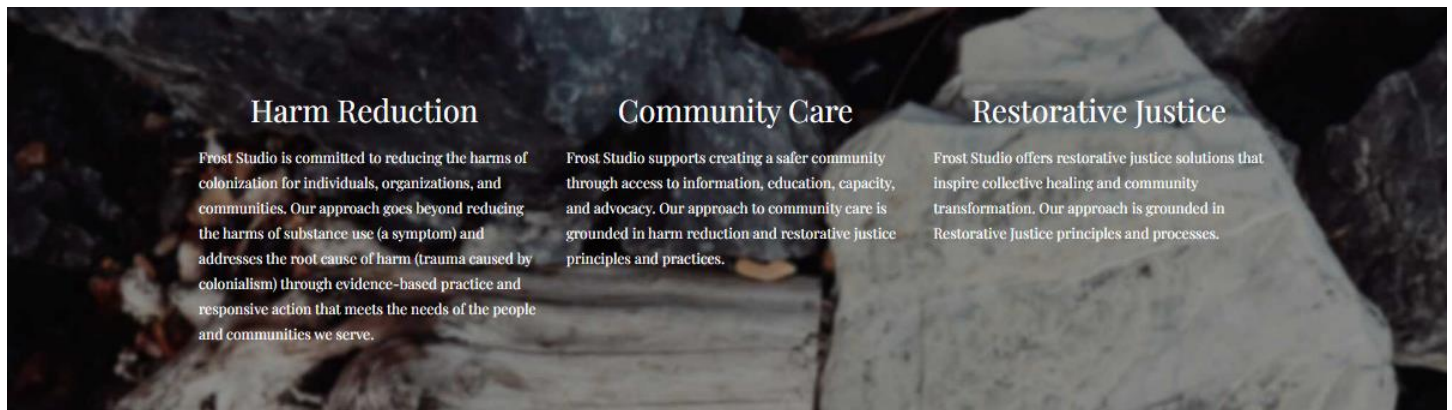 Harm Reduction
Frost Studio is committed to reducing the harms of
colonization for individuals, organizations, and
communities. Our approach goes beyond reducing
the harms of substance use (a symptom) and
addresses the root cause of harm (trauma caused by
colonialism) through evidence-based practice and
responsive action that meets the needs of the people
and communities we serve.
Community Care
Frost Studio supports creating a safer community
through access to information, education, capacity,
and advocacy. Our approach to community care is
grounded in harm reduction and restorative justice
principles and practices.
Restorative Justice
Frost Studio offers restorative justice solutions that
inspire collective healing and community
transformation. Our approach is grounded in
Restorative Justice principles and processes.